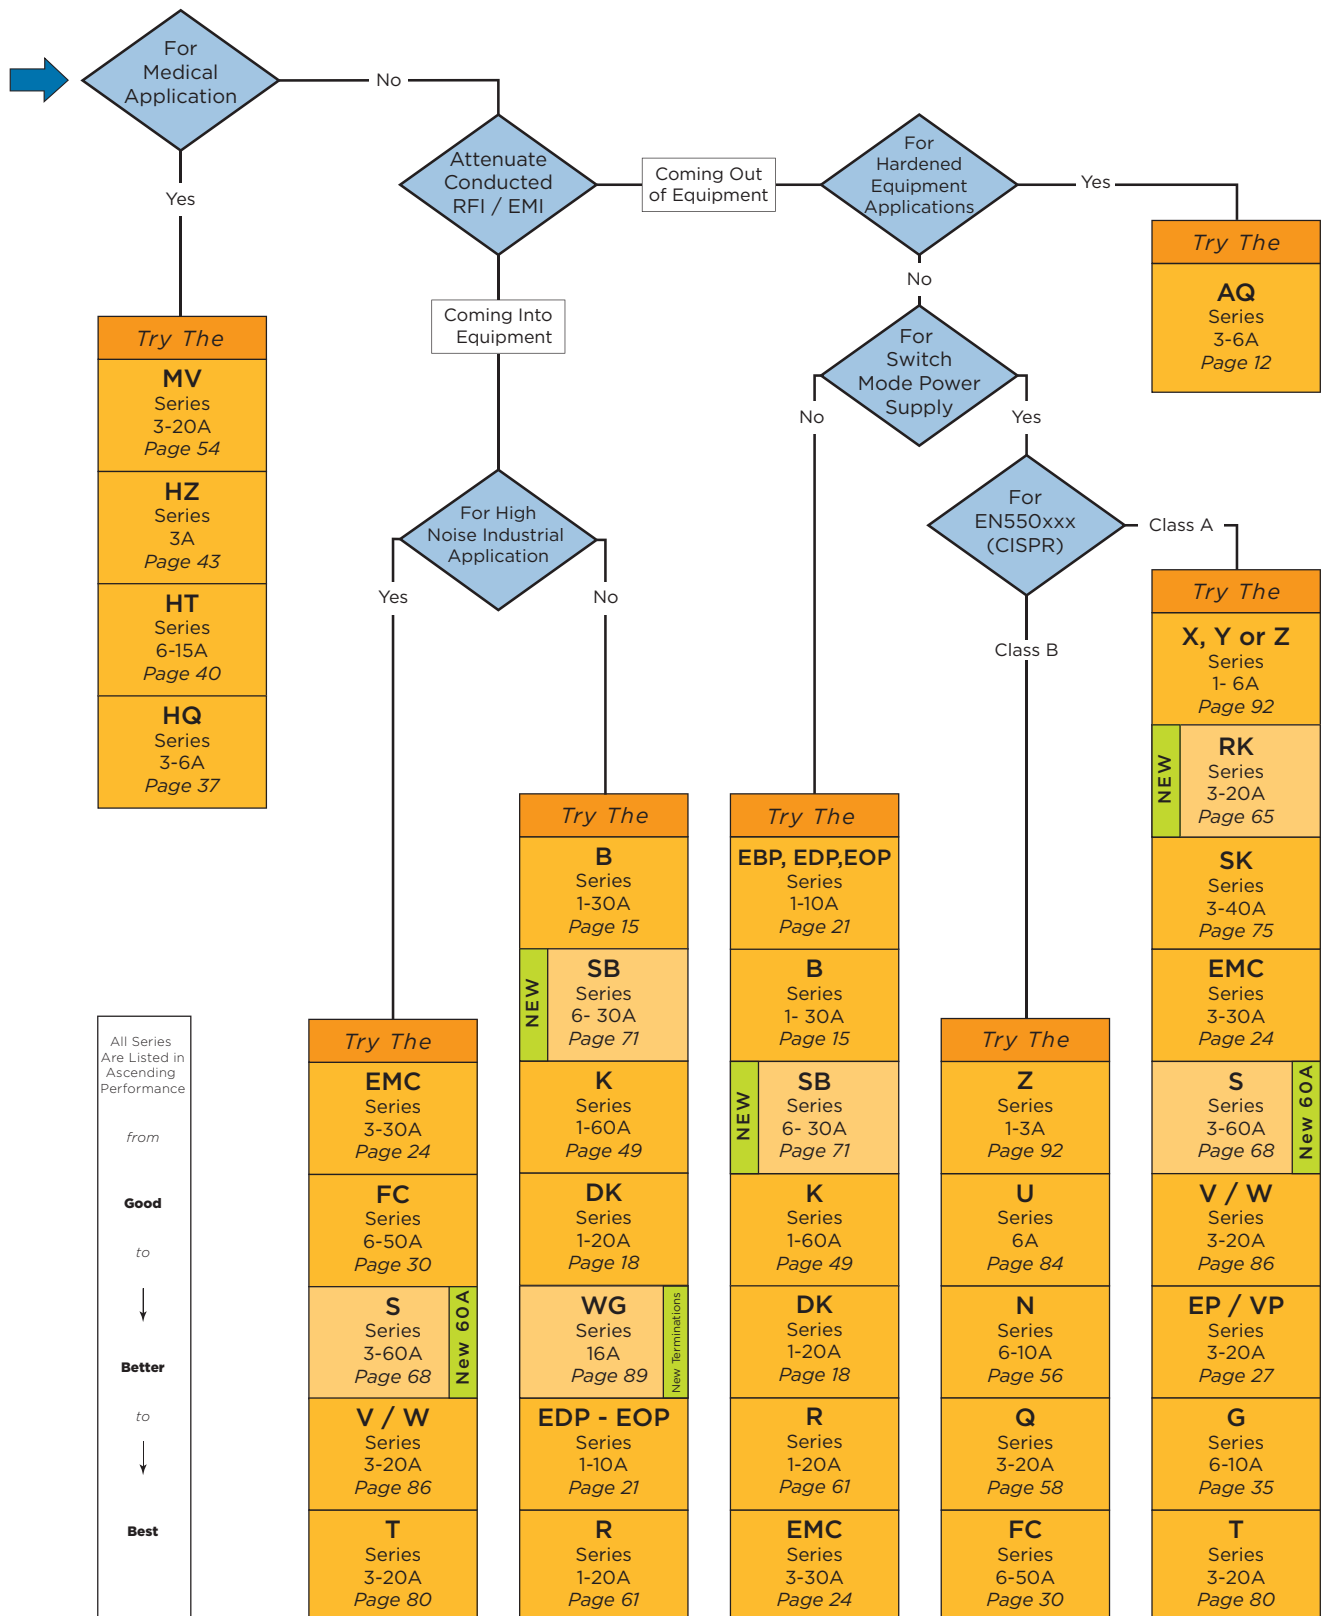 For
Medical
Application
No
Yes
Attenuate
Conducted
RFI / EMI
Coming Out
of Equipment
For
Hardened
Equipment
Applications
Yes
Try The
AQ
Series
3-6A
Page 12
No
Coming Into
Equipment
For
Switch
Mode Power
Supply
No
Yes
Try The
MV
Series
3-20A
Page 54
HZ
Series
3A
Page 43
HT
Series
6-15A
Page 40
HQ
Series
3-6A
Page 37
For High
Noise Industrial
Application
Yes
No
For
EN550xxx
(CISPR)
Class A
Class B
All Series
Are Listed in
Ascending
Performance
from
Good
to
Better
to
Best
Try The
EMC
Series
3-30A
Page 24
FC
Series
6-50A
Page 30
S
Series
3-60A
Page 68
New 60A
V / W
Series
3-20A
Page 86
T
Series
3-20A
Page 80
Try The
B
Series
1-30A
Page 15
NEW
SB
Series
6- 30A
Page 71
K
Series
1-60A
Page 49
DK
Series
1-20A
Page 18
WG
Series
16A
Page 89
New Terminations
EDP - EOP
Series
1-10A
Page 21
R
Series
1-20A
Page 61
Try The
EBP, EDP,EOP
Series
1-10A
Page 21
B
Series
1- 30A
Page 15
NEW
SB
Series
6- 30A
Page 71
K
Series
1-60A
Page 49
DK
Series
1-20A
Page 18
R
Series
1-20A
Page 61
EMC
Series
3-30A
Page 24
Try The
Z
Series
1-3A
Page 92
U
Series
6A
Page 84
N
Series
6-10A
Page 56
Q
Series
3-20A
Page 58
FC
Series
6-50A
Page 30
Try The
X, Y or Z
Series
1- 6A
Page 92
NEW
RK
Series
3-20A
Page 65
SK
Series
3-40A
Page 75
EMC
Series
3-30A
Page 24
S
Series
3-60A
Page 68
New 60A
V / W
Series
3-20A
Page 86
EP / VP
Series
3-20A
Page 27
G
Series
6-10A
Page 35
T
Series
3-20A
Page 80